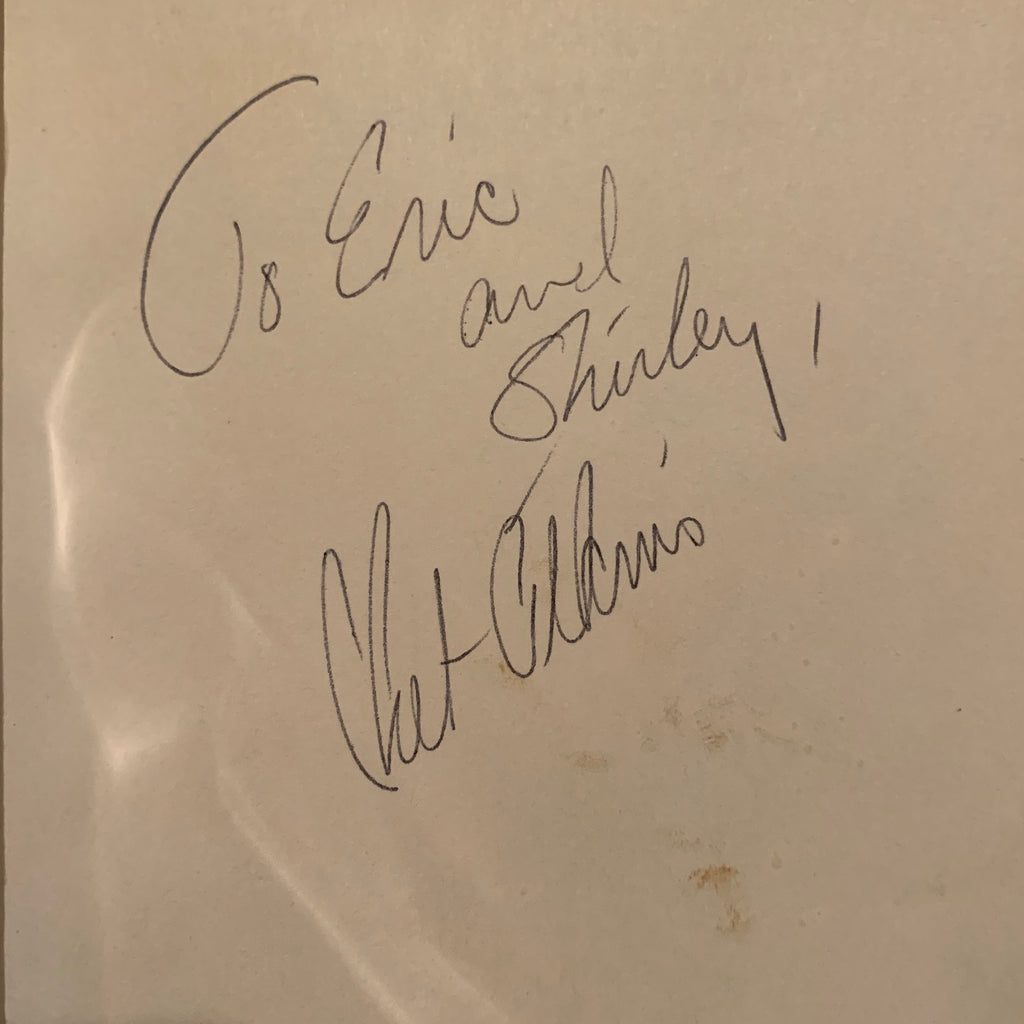 To Eric
and
Shirley,
Chet Atkins